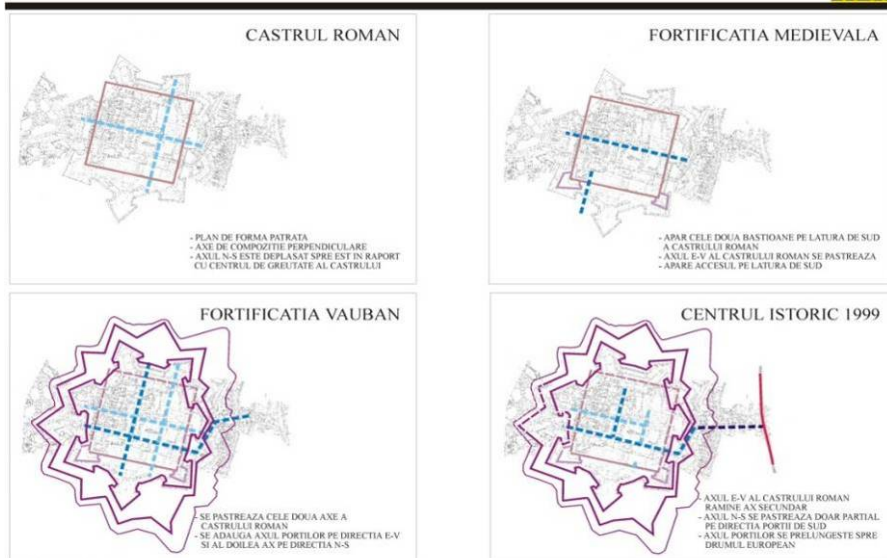 CASTRUL ROMAN
- PLAN DE FORMA PATRATA
- AXE DE COMPOZITIE PERPENDICULARE
- AXUL N-S ESTE DEPLASAT SPRE EST IN RAPORT
CU CENTRUL DE GREUTATE AL CASTRULUI
FORTIFICATIA MEDIEVALA
- APAR CELE DOUA BASTIOANE PE LATURA DE SUD
A CASTRULUI ROMAN
- AXUL E-V AL CASTRULUI ROMAN SE PASTREAZA
- APARE ACCESUL PE LATURA DE SUD
FORTIFICATIA VAUBAN
- SE PASTREAZA CELE DOUA AXE A
CASTRULUI ROMAN
- SE ADAUGA AXUL PORTILOR PE DIRECTIA E-V
SI AL DOILEA AX PE DIRECTIA N-S
CENTRUL ISTORIC 1999
- AXUL E-V AL CASTRULUI ROMAN
RAMINE AX SECUNDAR
- AXUL N-S SE PASTREAZA DOAR PARTIAL
PE DIRECTIA PORTII DE SUD
- AXUL PORTILOR SE PRELUNGESTE SPRE
DRUMUL EUROPEAN